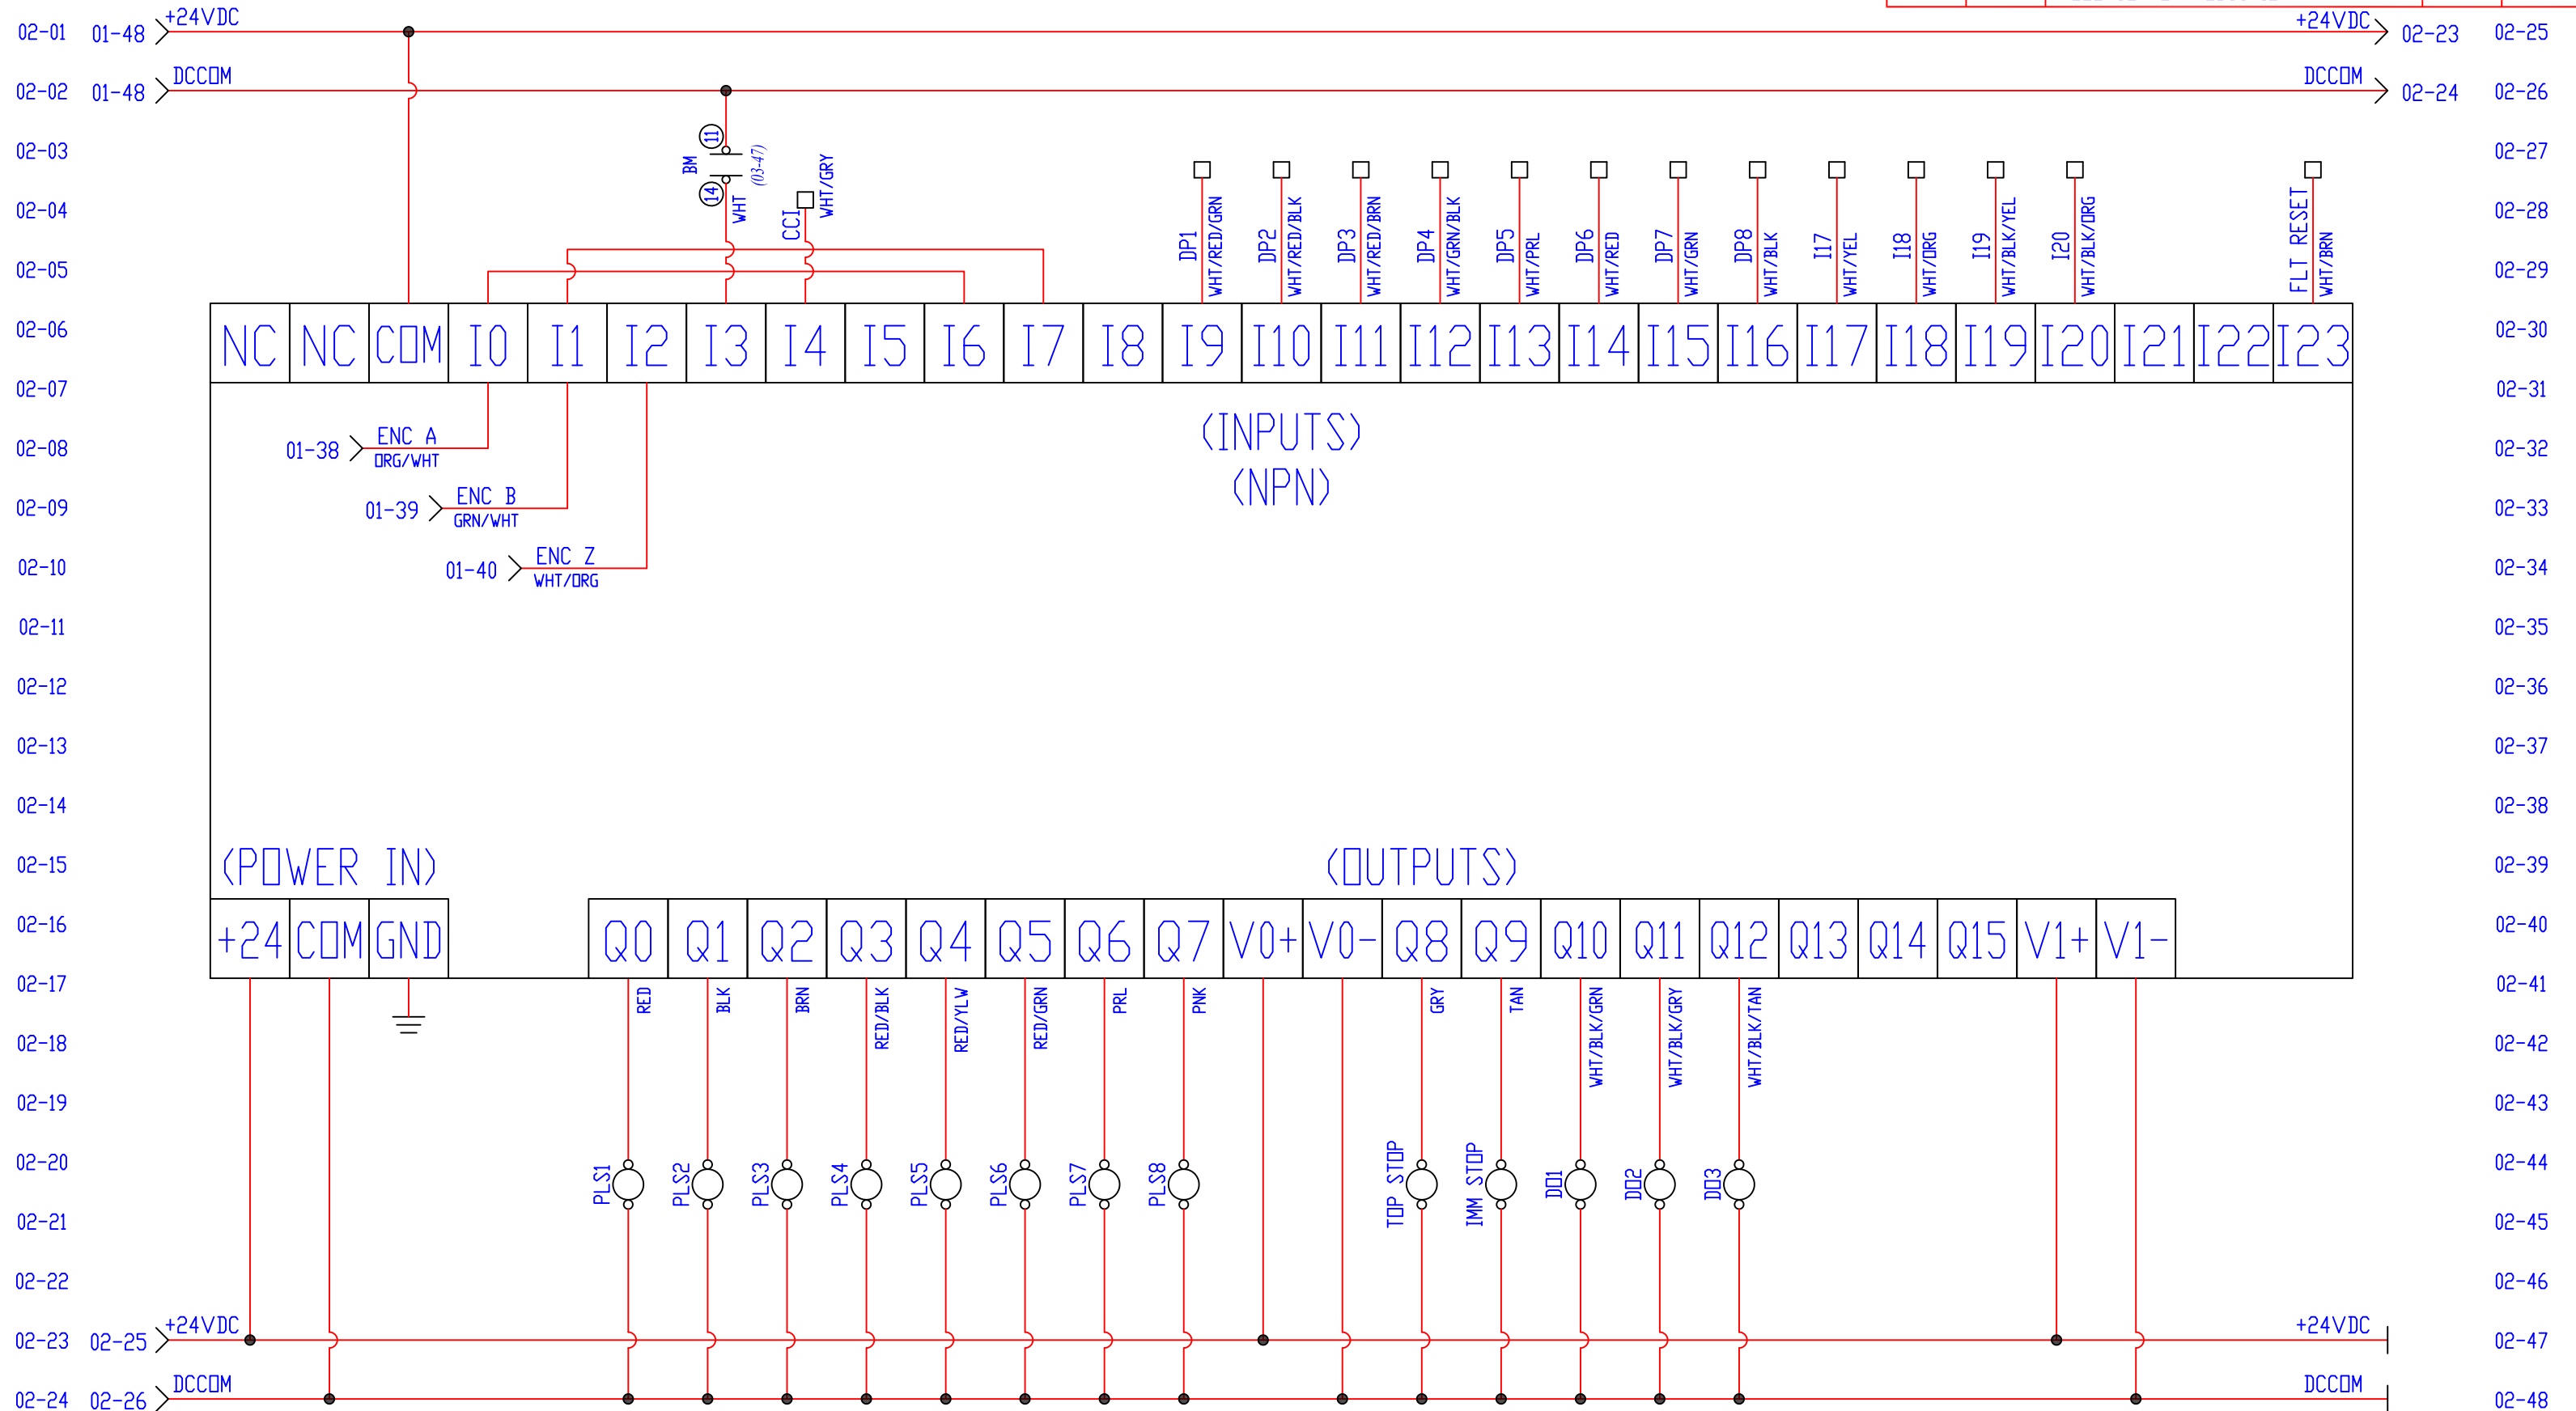 02-01 01-48 +24VDC +24VDC 02-23 02-25
02-02 01-48 DCCOM DCCOM 02-24 02-26
02-03 02-27
11
BM
(03-47)
14
WHT
CCI
WHT/GRY
02-04 02-28
DP1 WHT/RED/GRN
DP2 WHT/RED/BLK
DP3 WHT/RED/BRN
DP4 WHT/GRN/BLK
DP5 WHT/PRL
DP6 WHT/RED
DP7 WHT/GRN
DP8 WHT/BLK
I17 WHT/YEL
I18 WHT/ORG
I19 WHT/BLK/YEL
I20 WHT/BLK/ORG
FLT RESET WHT/BRN
02-05 02-29
02-06 NC NC COM I0 I1 I2 I3 I4 I5 I6 I7 I8 I9 I10 I11 I12 I13 I14 I15 I16 I17 I18 I19 I20 I21 I22 I23 02-30
02-07 02-31
(INPUTS)
02-08 01-38 ENC A 02-32
ORG/WHT
(NPN)
02-09 01-39 ENC B 02-33
GRN/WHT
02-10 01-40 ENC Z 02-34
WHT/ORG
02-11 02-35
02-12 02-36
02-13 02-37
02-14 02-38
02-15 (POWER IN) (OUTPUTS) 02-39
02-16 +24 COM GND Q0 Q1 Q2 Q3 Q4 Q5 Q6 Q7 V0+ V0- Q8 Q9 Q10 Q11 Q12 Q13 Q14 Q15 V1+ V1- 02-40
02-17 02-41
RED
BLK
BRN
RED/BLK
RED/YLW
RED/GRN
PRL
PNK
GRY
TAN
WHT/BLK/GRN
WHT/BLK/GRY
WHT/BLK/TAN
02-18 02-42
02-19 02-43
02-20 02-44
PLS1
PLS2
PLS3
PLS4
PLS5
PLS6
PLS7
PLS8
TOP STOP
IMM STOP
DO1
DO2
DO3
02-21 02-45
02-22 02-46
02-23 02-25 +24VDC +24VDC 02-47
02-24 02-26 DCCOM DCCOM 02-48